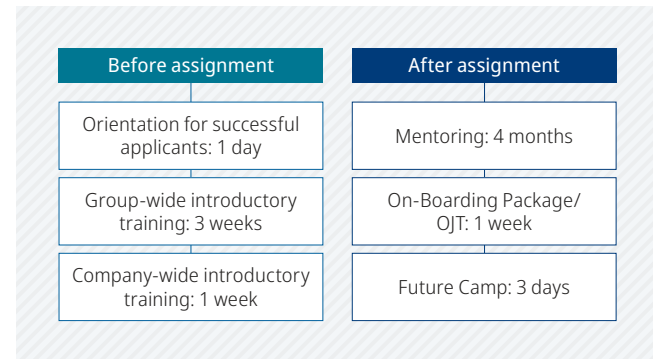 Before assignment
Orientation for successful
applicants: 1 day
Group-wide introductory
training: 3 weeks
Company-wide introductory
training: 1 week
After assignment
Mentoring: 4 months
On-Boarding Package/
OJT: 1 week
Future Camp: 3 days